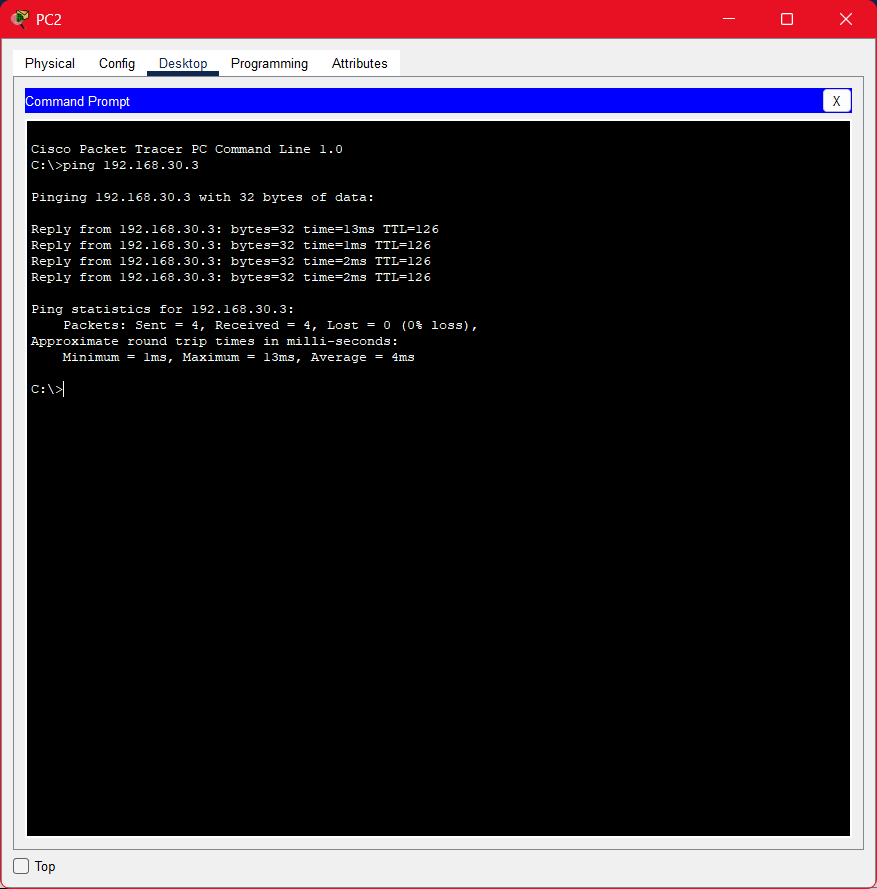 PC2
Physical Config Desktop Programming Attributes
Command Prompt X
Cisco Packet Tracer PC Command Line 1.0
C:\>ping 192.168.30.3
Pinging 192.168.30.3 with 32 bytes of data:
Reply from 192.168.30.3: bytes=32 time=13ms TTL=126
Reply from 192.168.30.3: bytes=32 time=1ms TTL=126
Reply from 192.168.30.3: bytes=32 time=2ms TTL=126
Reply from 192.168.30.3: bytes=32 time=2ms TTL=126
Ping statistics for 192.168.30.3:
    Packets: Sent = 4, Received = 4, Lost = 0 (0% loss),
Approximate round trip times in milli-seconds:
    Minimum = 1ms, Maximum = 13ms, Average = 4ms
C:\>
Top